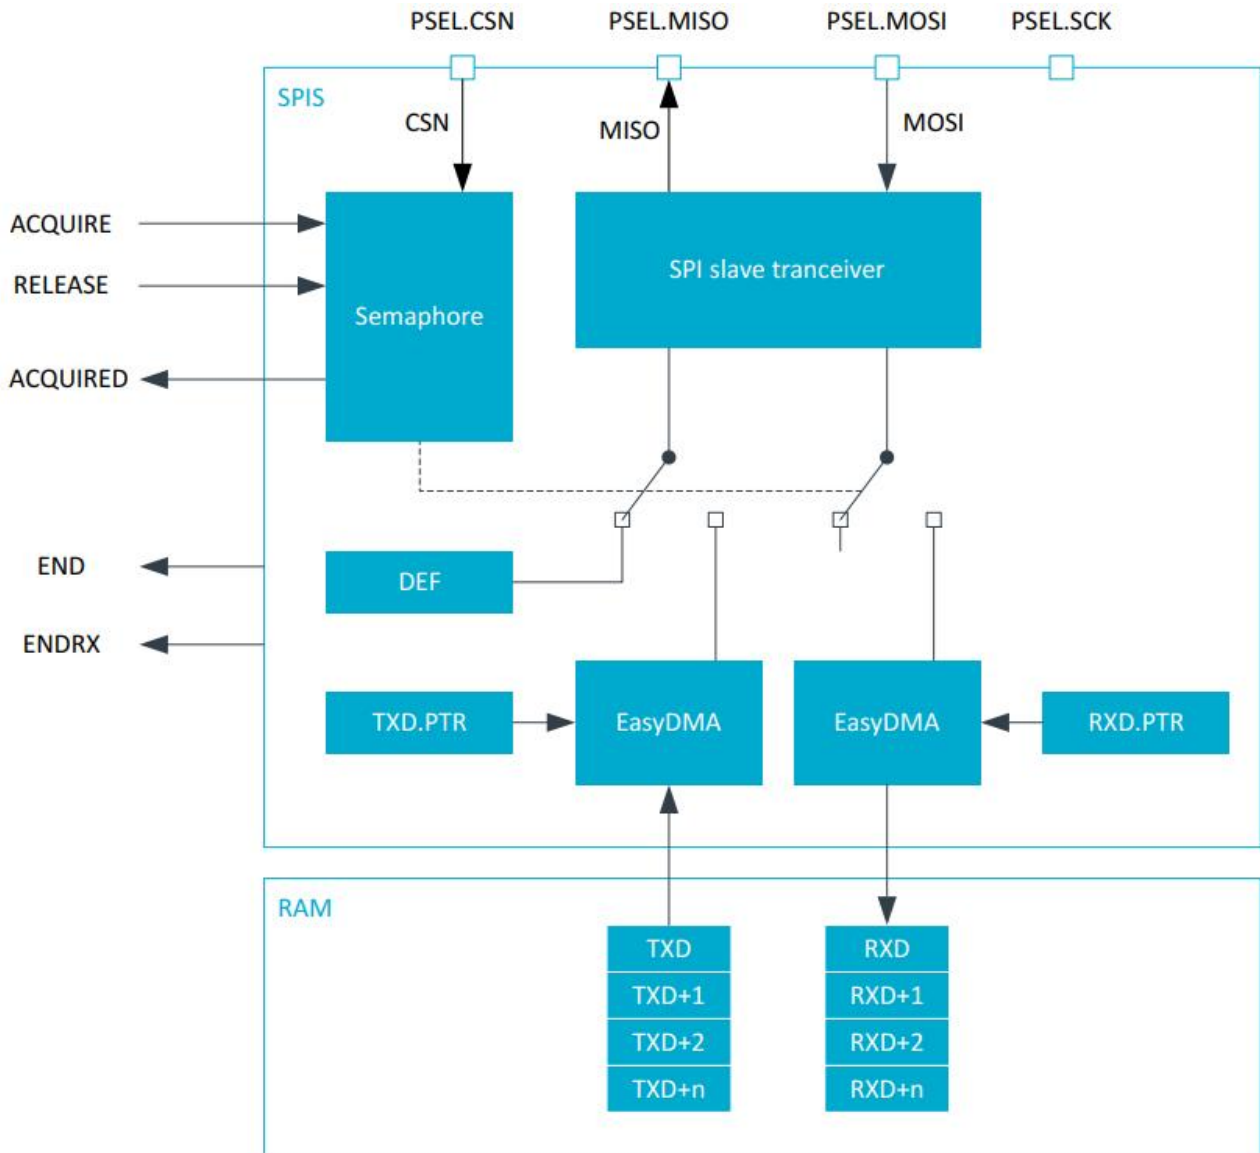 PSEL.CSN
PSEL.MISO
PSEL.MOSI
PSEL.SCK
SPIS
CSN
MISO
MOSI
ACQUIRE
RELEASE
ACQUIRED
Semaphore
SPI slave tranceiver
END
ENDRX
DEF
TXD.PTR
EasyDMA
EasyDMA
RXD.PTR
RAM
TXD
TXD+1
TXD+2
TXD+n
RXD
RXD+1
RXD+2
RXD+n